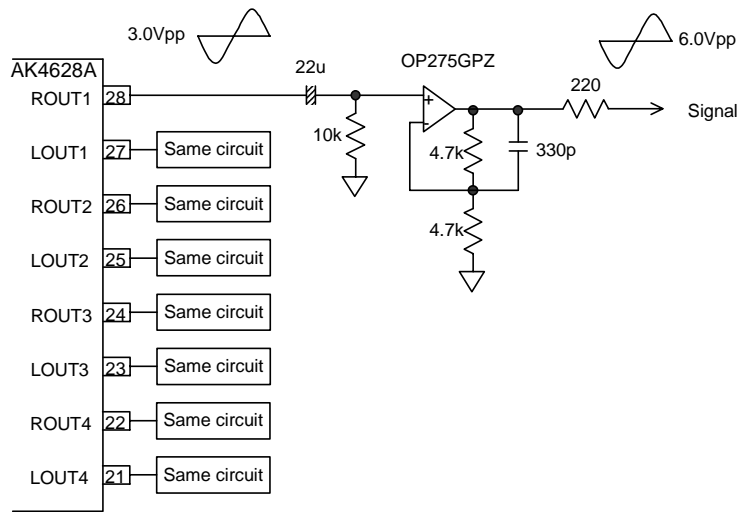 3.0Vpp
6.0Vpp
AK4628A
22u
OP275GPZ
ROUT1 28
220
Signal
10k
+
-
4.7k
330p
4.7k
LOUT1 27 Same circuit
ROUT2 26 Same circuit
LOUT2 25 Same circuit
ROUT3 24 Same circuit
LOUT3 23 Same circuit
ROUT4 22 Same circuit
LOUT4 21 Same circuit